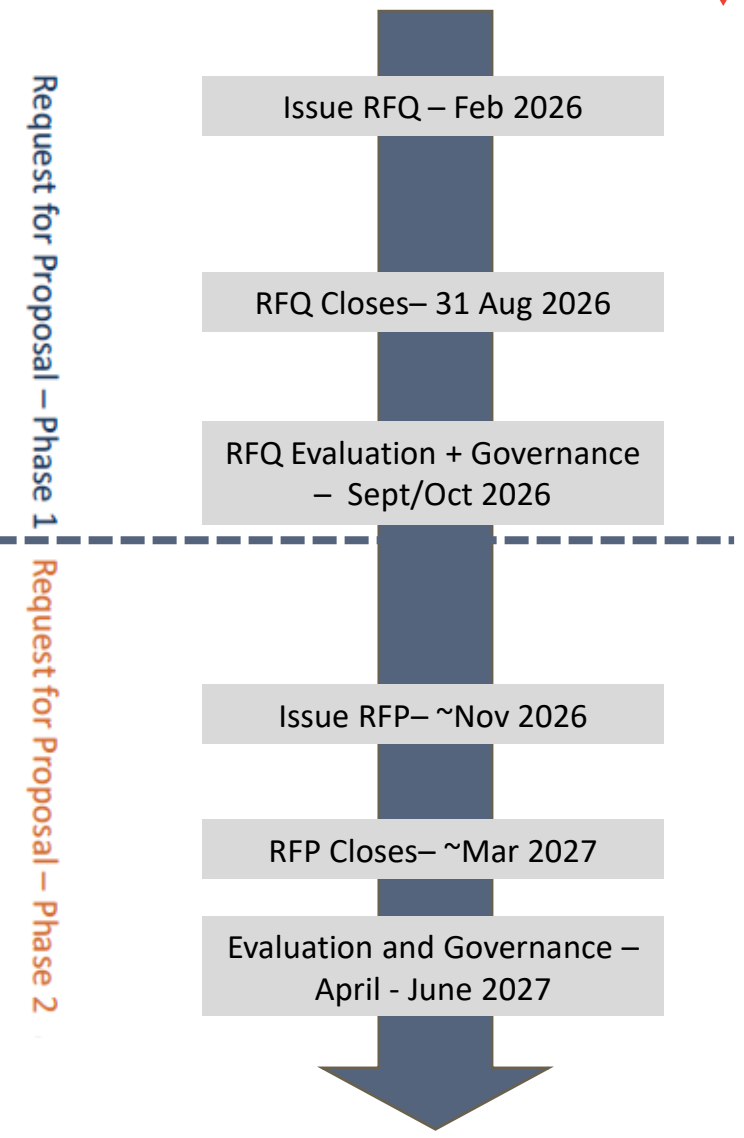 Request for Proposal – Phase 1
Issue RFQ – Feb 2026
RFQ Closes– 31 Aug 2026
RFQ Evaluation + Governance
– Sept/Oct 2026
Request for Proposal – Phase 2
Issue RFP– ~Nov 2026
RFP Closes– ~Mar 2027
Evaluation and Governance –
April - June 2027